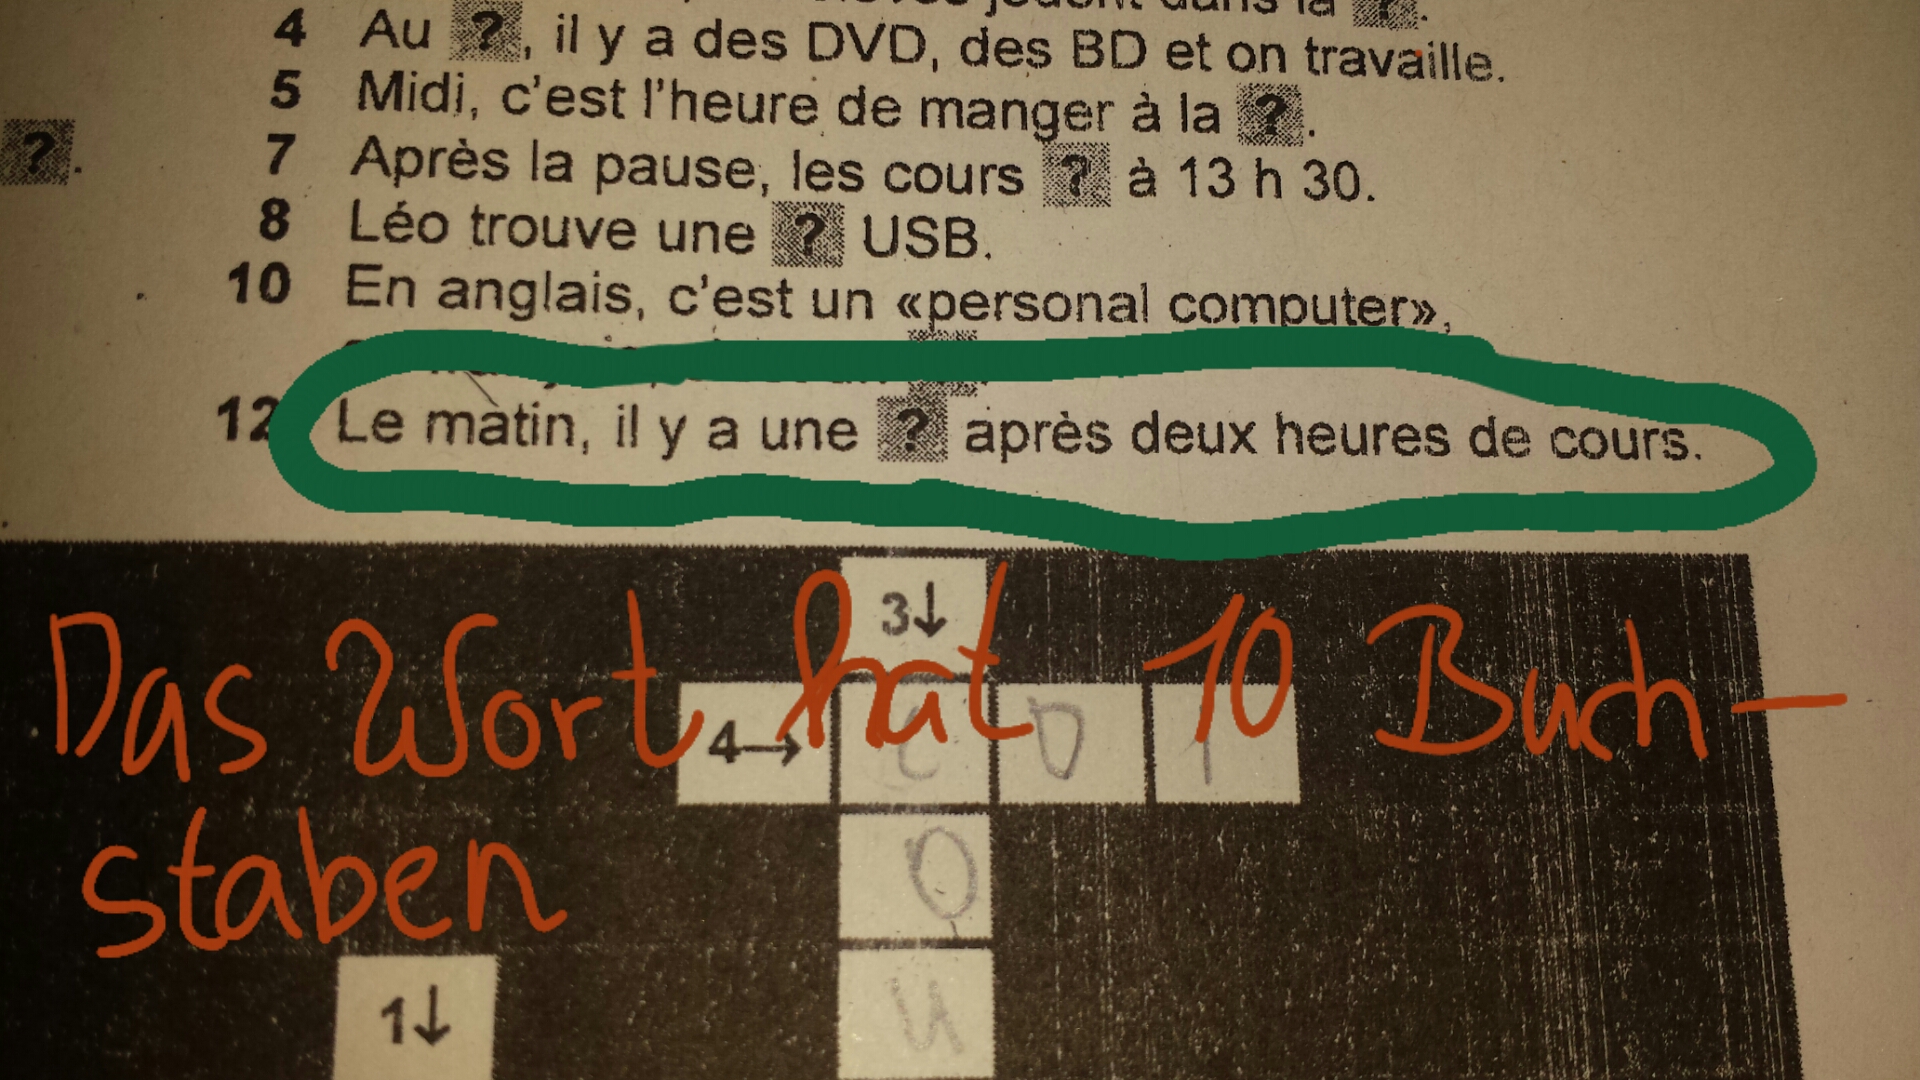 dans la ?.
4 Au ?, il y a des DVD, des BD et on travaille.
5 Midi, c'est l'heure de manger à la ?.
?.
7 Après la pause, les cours ? à 13 h 30.
8 Léo trouve une ? USB.
10 En anglais, c'est un «personal computer»,
12 Le matin, il y a une ? après deux heures de cours.
3↓
Das Wort hat 10 Buch-
4→ C D I
staben
O
1↓ U